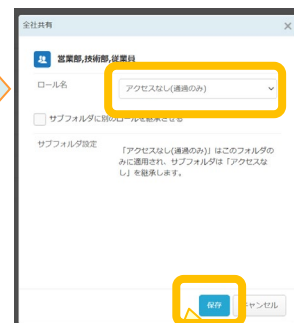 全社共有
×
営業部,技術部,従業員
ロール名
アクセスなし(通過のみ)
サブフォルダに別のロールを継承させる
サブフォルダ設定
「アクセスなし(通過のみ)」はこのフォルダの
みに適用され、サブフォルダは「アクセスな
し」を継承します。
保存
キャンセル